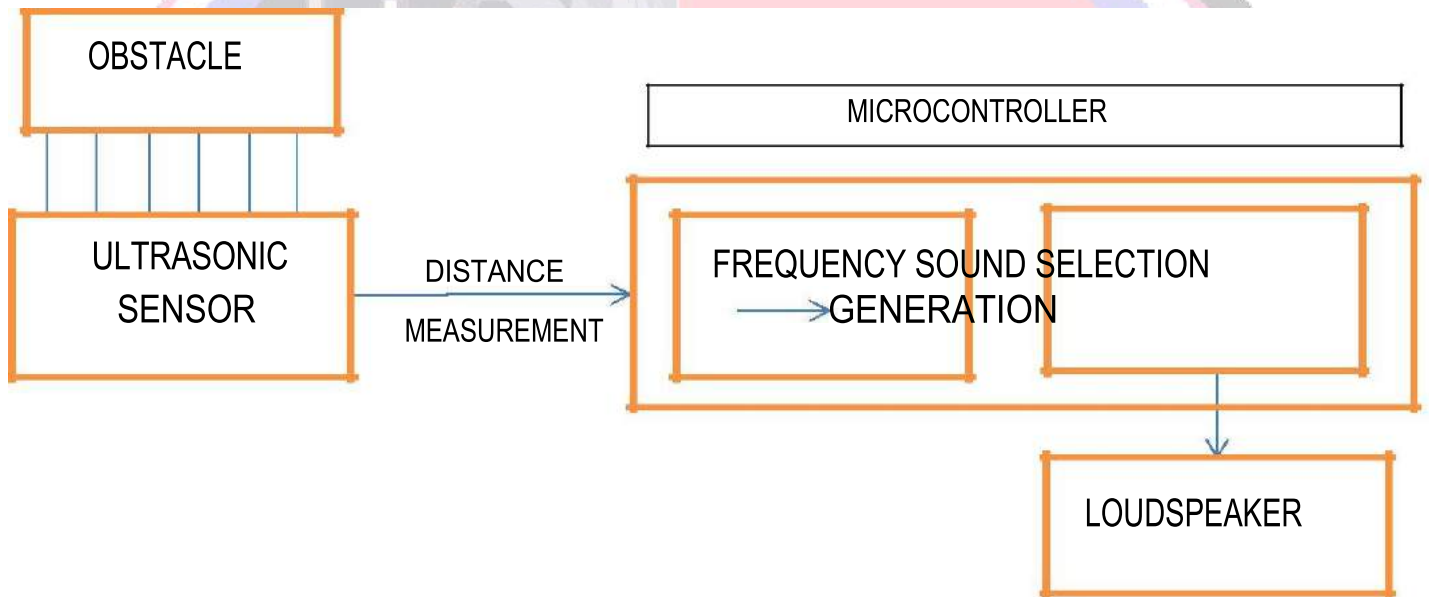 OBSTACLE
MICROCONTROLLER
ULTRASONIC
SENSOR
DISTANCE
MEASUREMENT
FREQUENCY SOUND SELECTION
GENERATION
LOUDSPEAKER